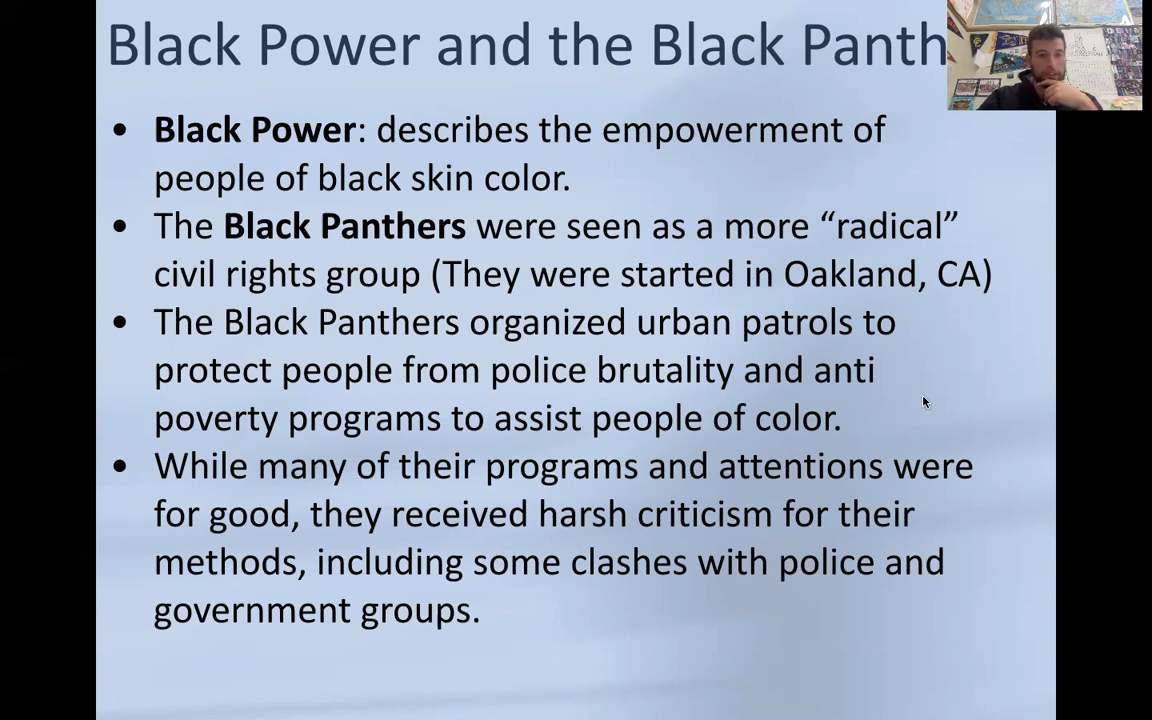 Black Power and the Black Panth
• Black Power: describes the empowerment of
people of black skin color.
• The Black Panthers were seen as a more “radical”
civil rights group (They were started in Oakland, CA)
• The Black Panthers organized urban patrols to
protect people from police brutality and anti
poverty programs to assist people of color.
• While many of their programs and attentions were
for good, they received harsh criticism for their
methods, including some clashes with police and
government groups.